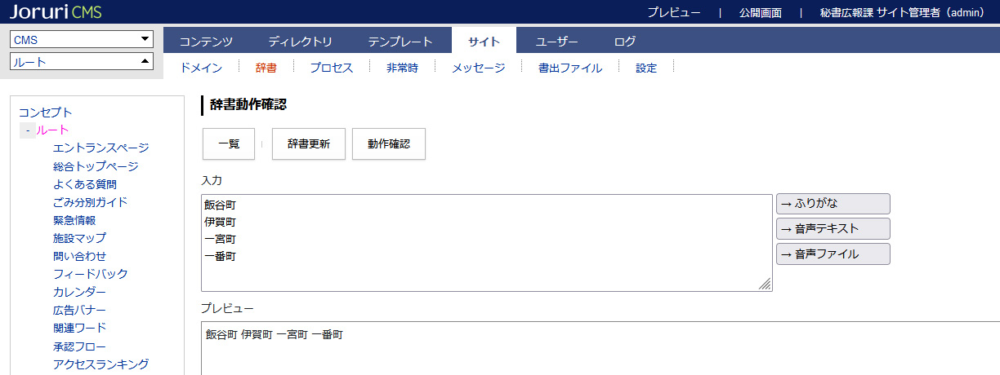 Joruri CMS
プレビュー | 公開画面 | 秘書広報課 サイト管理者（admin）
CMS
ルート
コンテンツ ディレクトリ テンプレート サイト ユーザー ログ
ドメイン 辞書 プロセス 非常時 メッセージ 書出ファイル 設定
コンセプト
- ルート
エントランスページ
総合トップページ
よくある質問
ごみ分別ガイド
緊急情報
施設マップ
問い合わせ
フィードバック
カレンダー
広告バナー
関連ワード
承認フロー
アクセスランキング
辞書動作確認
一覧 辞書更新 動作確認
入力
飯谷町
伊賀町
一宮町
一番町
→ ふりがな
→ 音声テキスト
→ 音声ファイル
プレビュー
飯谷町 伊賀町 一宮町 一番町